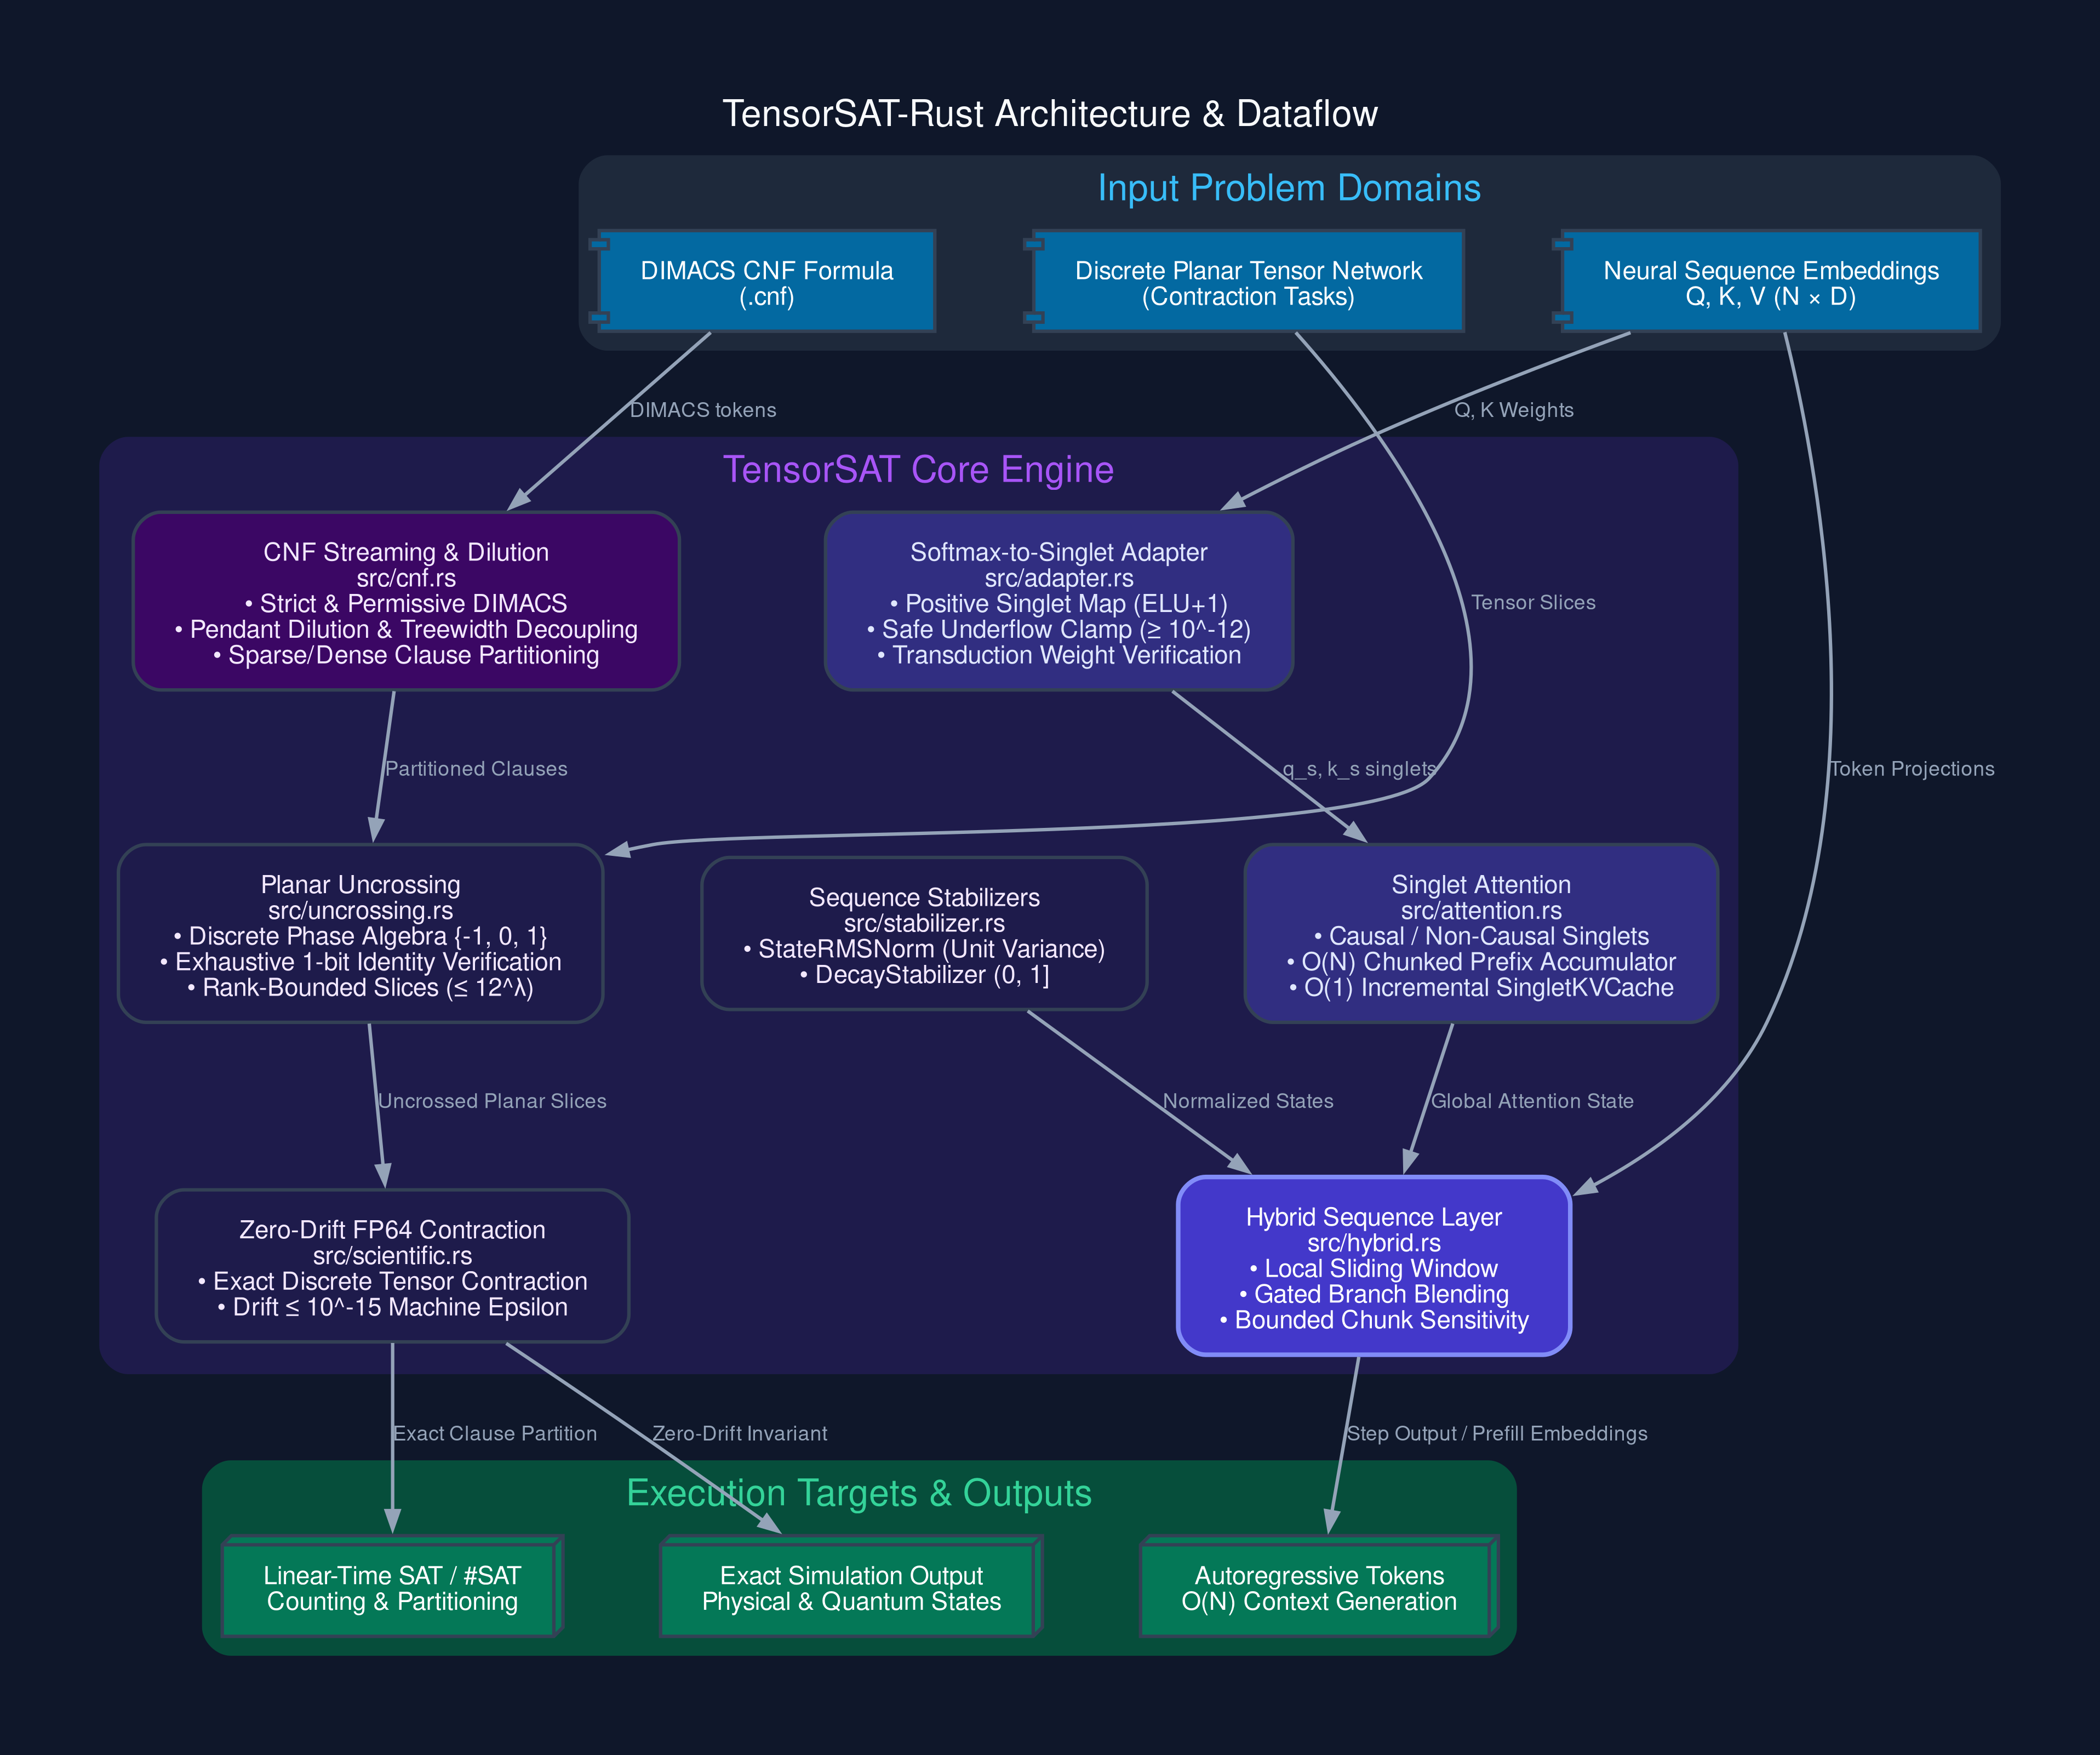 TensorSAT-Rust Architecture & Dataflow
Input Problem Domains
DIMACS CNF Formula
(.cnf)
Discrete Planar Tensor Network
(Contraction Tasks)
Neural Sequence Embeddings
Q, K, V (N × D)
DIMACS tokens
Q, K Weights
TensorSAT Core Engine
CNF Streaming & Dilution
src/cnf.rs
• Strict & Permissive DIMACS
• Pendant Dilution & Treewidth Decoupling
• Sparse/Dense Clause Partitioning
Softmax-to-Singlet Adapter
src/adapter.rs
• Positive Singlet Map (ELU+1)
• Safe Underflow Clamp (≥ 10^-12)
• Transduction Weight Verification
Tensor Slices
Partitioned Clauses
q_s, k_s singlets
Token Projections
Planar Uncrossing
src/uncrossing.rs
• Discrete Phase Algebra {-1, 0, 1}
• Exhaustive 1-bit Identity Verification
• Rank-Bounded Slices (≤ 12^λ)
Sequence Stabilizers
src/stabilizer.rs
• StateRMSNorm (Unit Variance)
• DecayStabilizer (0, 1]
Singlet Attention
src/attention.rs
• Causal / Non-Causal Singlets
• O(N) Chunked Prefix Accumulator
• O(1) Incremental SingletKVCache
Uncrossed Planar Slices
Normalized States
Global Attention State
Zero-Drift FP64 Contraction
src/scientific.rs
• Exact Discrete Tensor Contraction
• Drift ≤ 10^-15 Machine Epsilon
Hybrid Sequence Layer
src/hybrid.rs
• Local Sliding Window
• Gated Branch Blending
• Bounded Chunk Sensitivity
Exact Clause Partition
Zero-Drift Invariant
Step Output / Prefill Embeddings
Execution Targets & Outputs
Linear-Time SAT / #SAT
Counting & Partitioning
Exact Simulation Output
Physical & Quantum States
Autoregressive Tokens
O(N) Context Generation